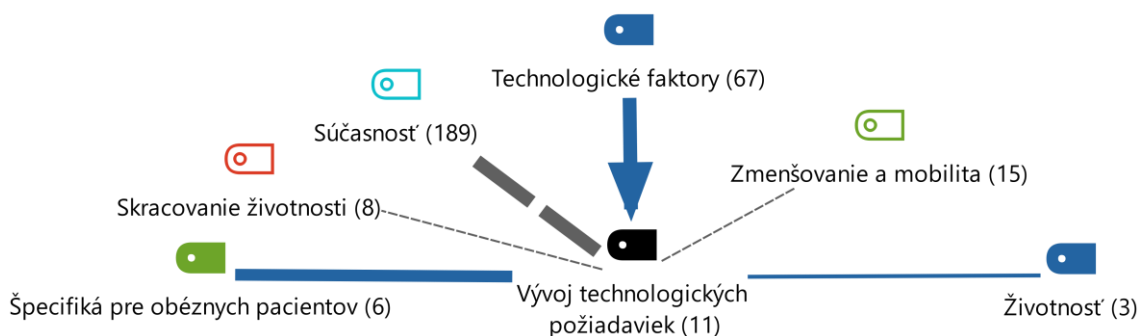 Technologické faktory (67)
Súčasnosť (189)
Zmenšovanie a mobilita (15)
Skracovanie životnosti (8)
Špecifiká pre obéznych pacientov (6)
Vývoj technologických
požiadaviek (11)
Životnosť (3)